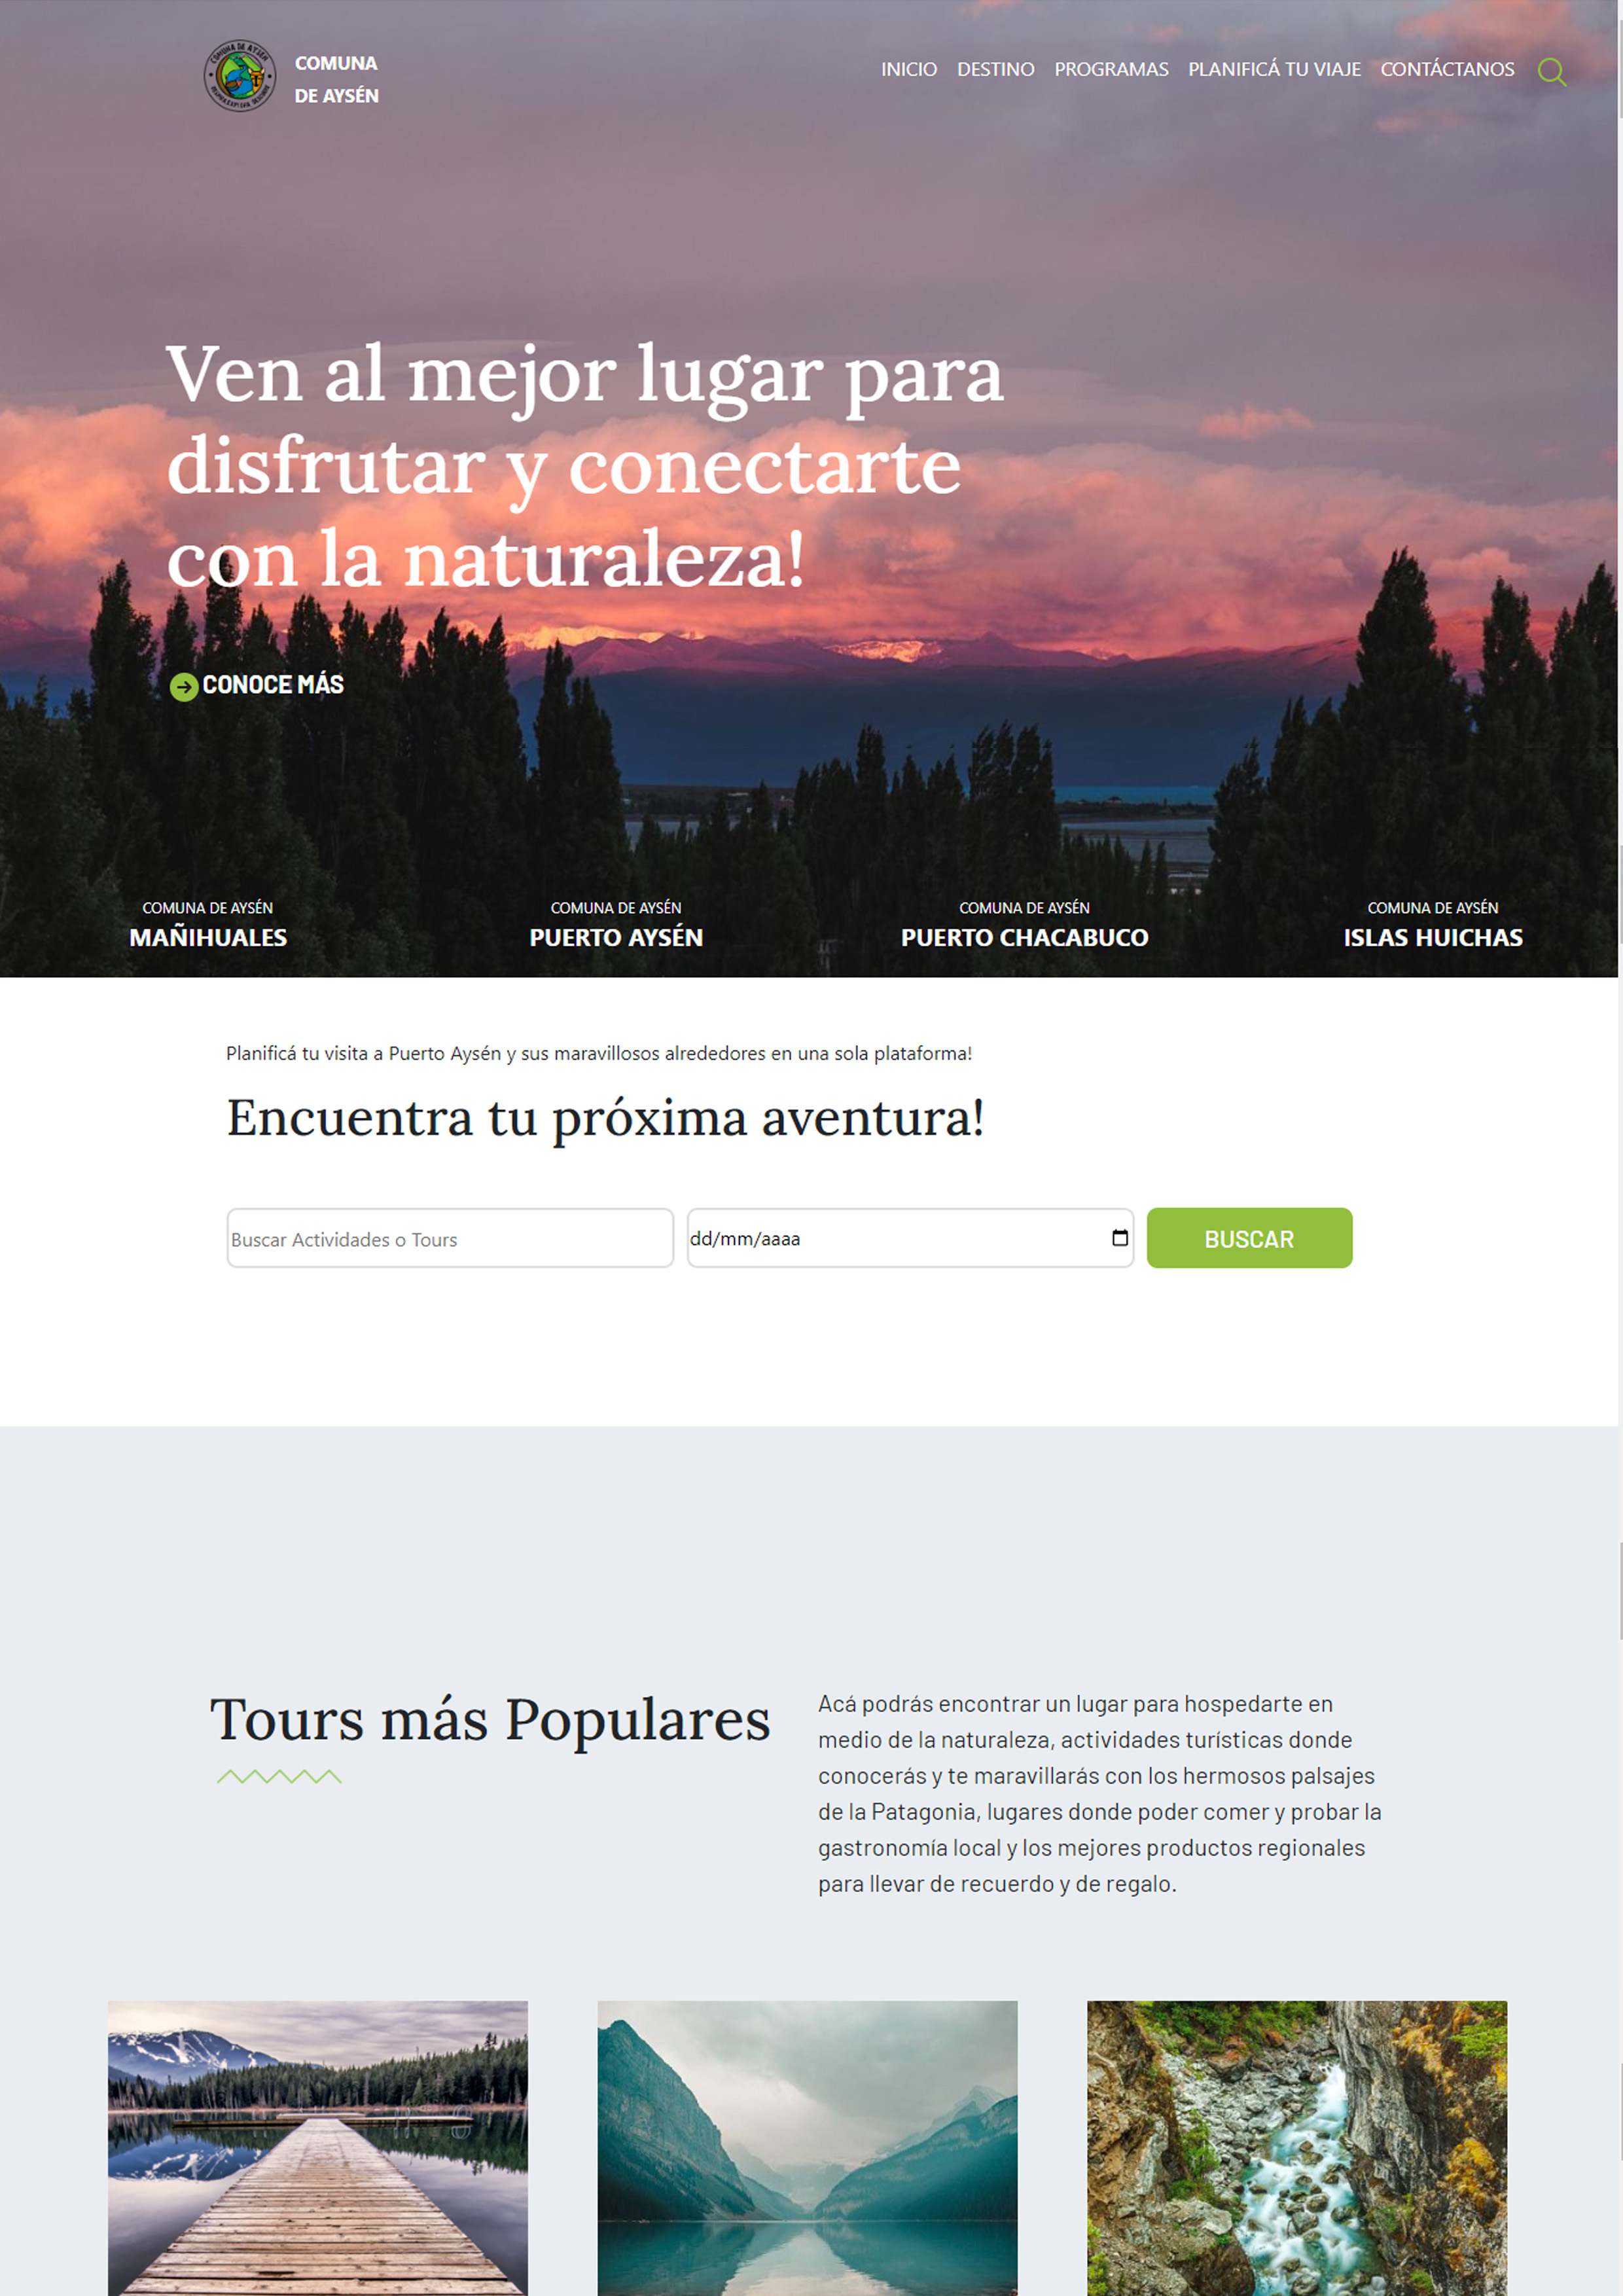 COMUNA DE AYSÉN
COMUNA
DE AYSÉN
INICIO DESTINO PROGRAMAS PLANIFICÁ TU VIAJE CONTÁCTANOS
Ven al mejor lugar para
disfrutar y conectarte
con la naturaleza!
CONOCE MÁS
COMUNA DE AYSÉN
MAÑIHUALES
COMUNA DE AYSÉN
PUERTO AYSÉN
COMUNA DE AYSÉN
PUERTO CHACABUCO
COMUNA DE AYSÉN
ISLAS HUICHAS
Planificá tu visita a Puerto Aysén y sus maravillosos alrededores en una sola plataforma!
Encuentra tu próxima aventura!
Buscar Actividades o Tours
dd/mm/aaaa
BUSCAR
Tours más Populares
Acá podrás encontrar un lugar para hospedarte en
medio de la naturaleza, actividades turísticas donde
conocerás y te maravillarás con los hermosos palsajes
de la Patagonia, lugares donde poder comer y probar la
gastronomía local y los mejores productos regionales
para llevar de recuerdo y de regalo.